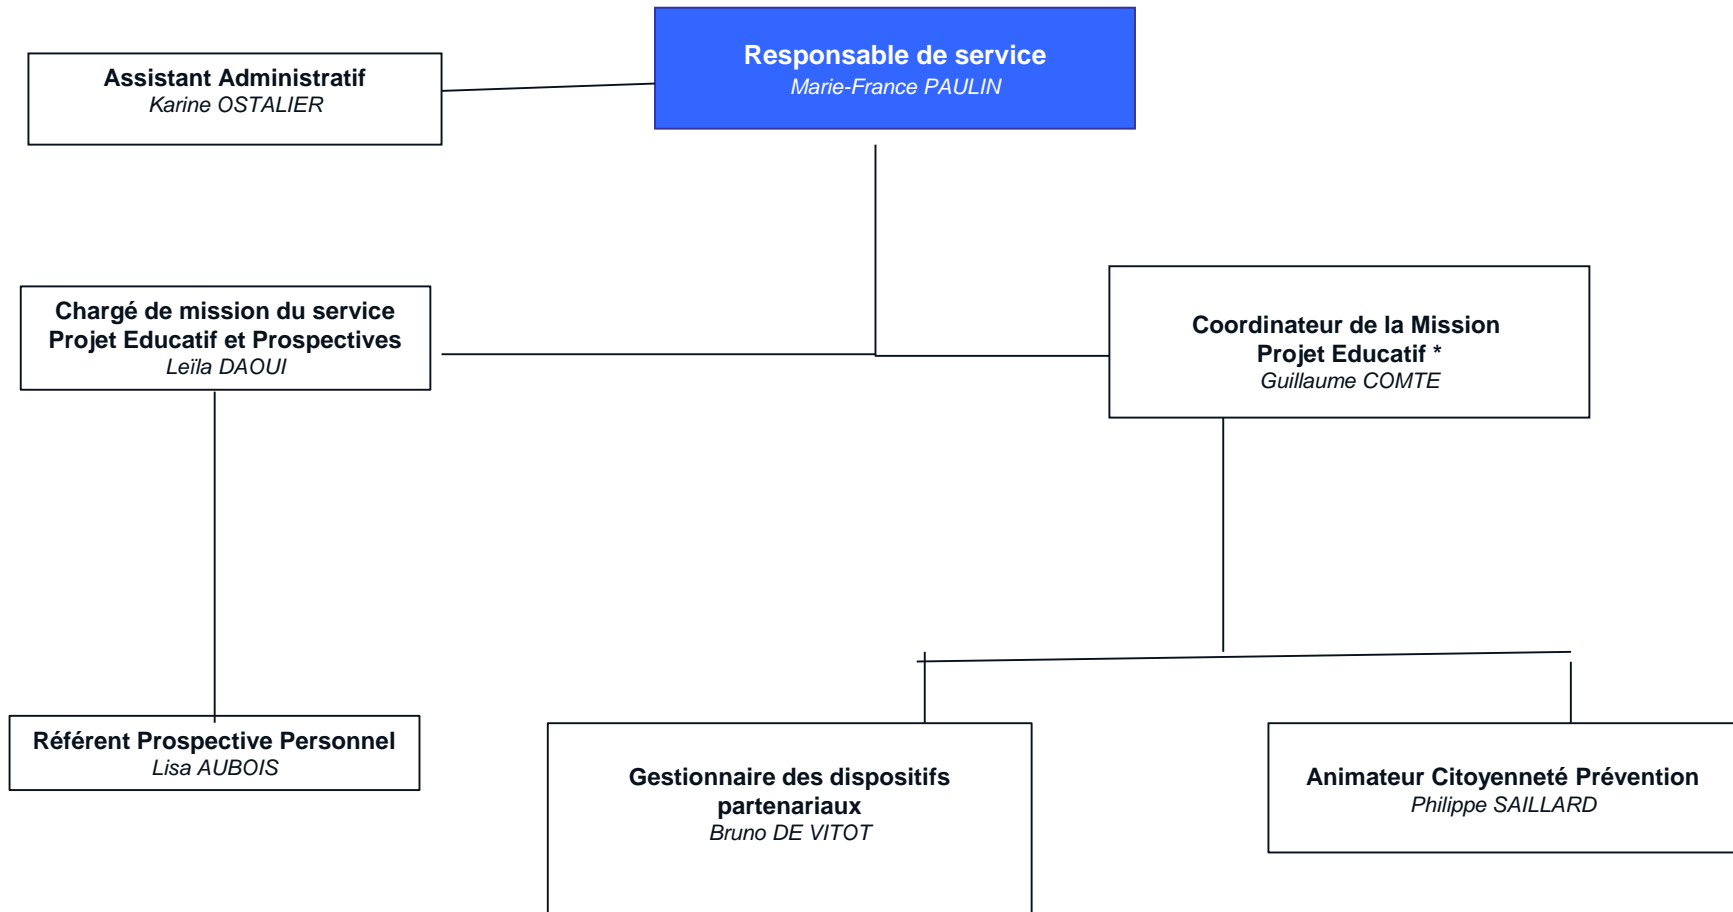 Responsable de service
Marie-France PAULIN
Assistant Administratif
Karine OSTALIER
Chargé de mission du service
Projet Educatif et Prospectives
Leïla DAOUI
Coordinateur de la Mission
Projet Educatif *
Guillaume COMTE
Référent Prospective Personnel
Lisa AUBOIS
Gestionnaire des dispositifs
partenariaux
Bruno DE VITOT
Animateur Citoyenneté Prévention
Philippe SAILLARD